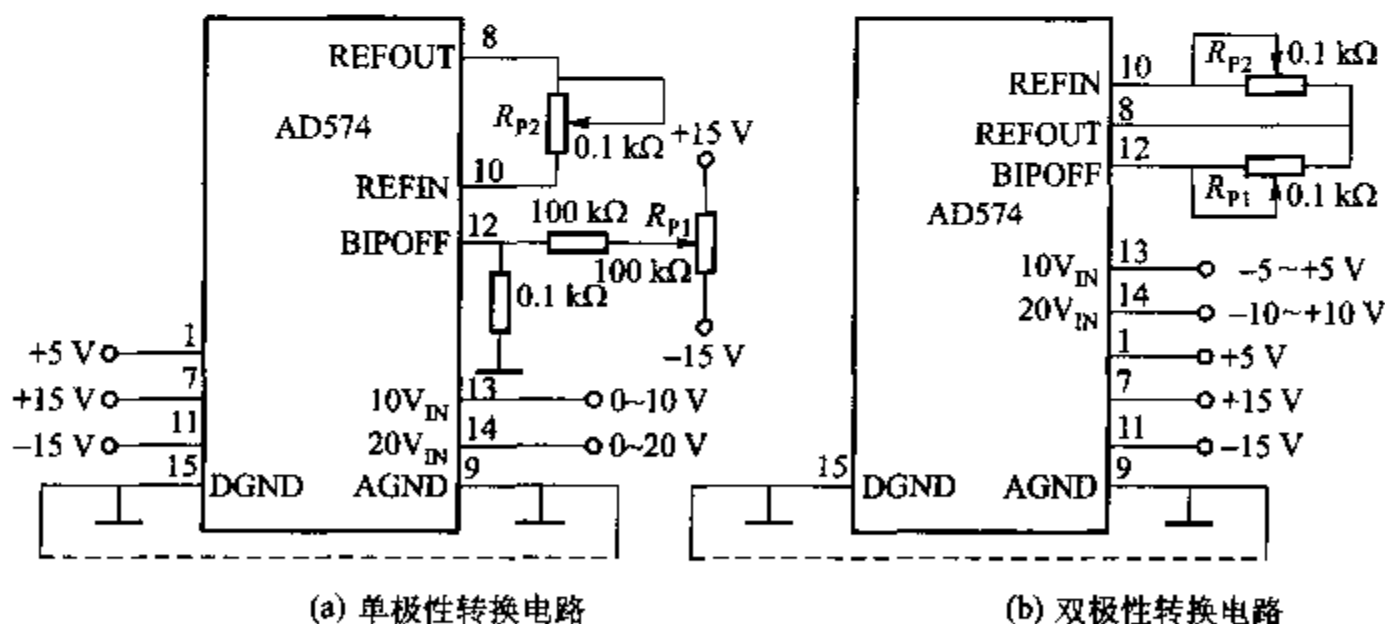 8
REFOUT
AD574
R_P2
0.1 kΩ
+15 V
10
REFIN
100 kΩ
R_P1
12
BIPOFF
100 kΩ
0.1 kΩ
-15 V
+5 V
1
+15 V
7
-15 V
11
15
DGND
13
10V_IN
0~10 V
14
20V_IN
0~20 V
9
AGND
(a) 单极性转换电路
R_P2
0.1 kΩ
10
REFIN
8
REFOUT
12
BIPOFF
R_P1
0.1 kΩ
AD574
13
10V_IN
-5~+5 V
14
20V_IN
-10~+10 V
1
+5 V
7
+15 V
11
-15 V
15
DGND
9
AGND
(b) 双极性转换电路